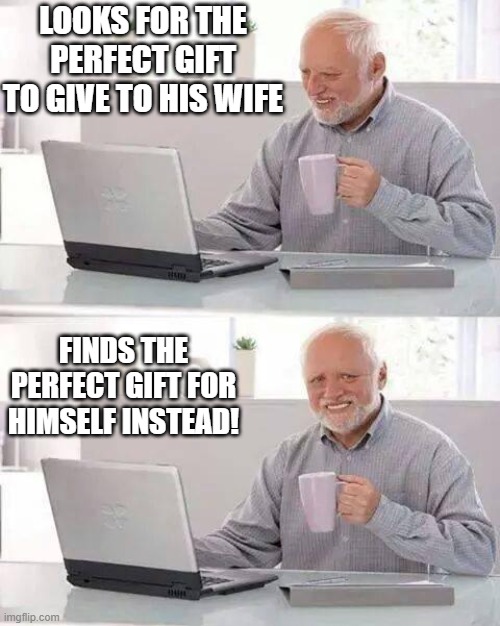 LOOKS FOR THE
PERFECT GIFT
TO GIVE TO HIS WIFE
FINDS THE
PERFECT GIFT FOR
HIMSELF INSTEAD!
imgflip.com